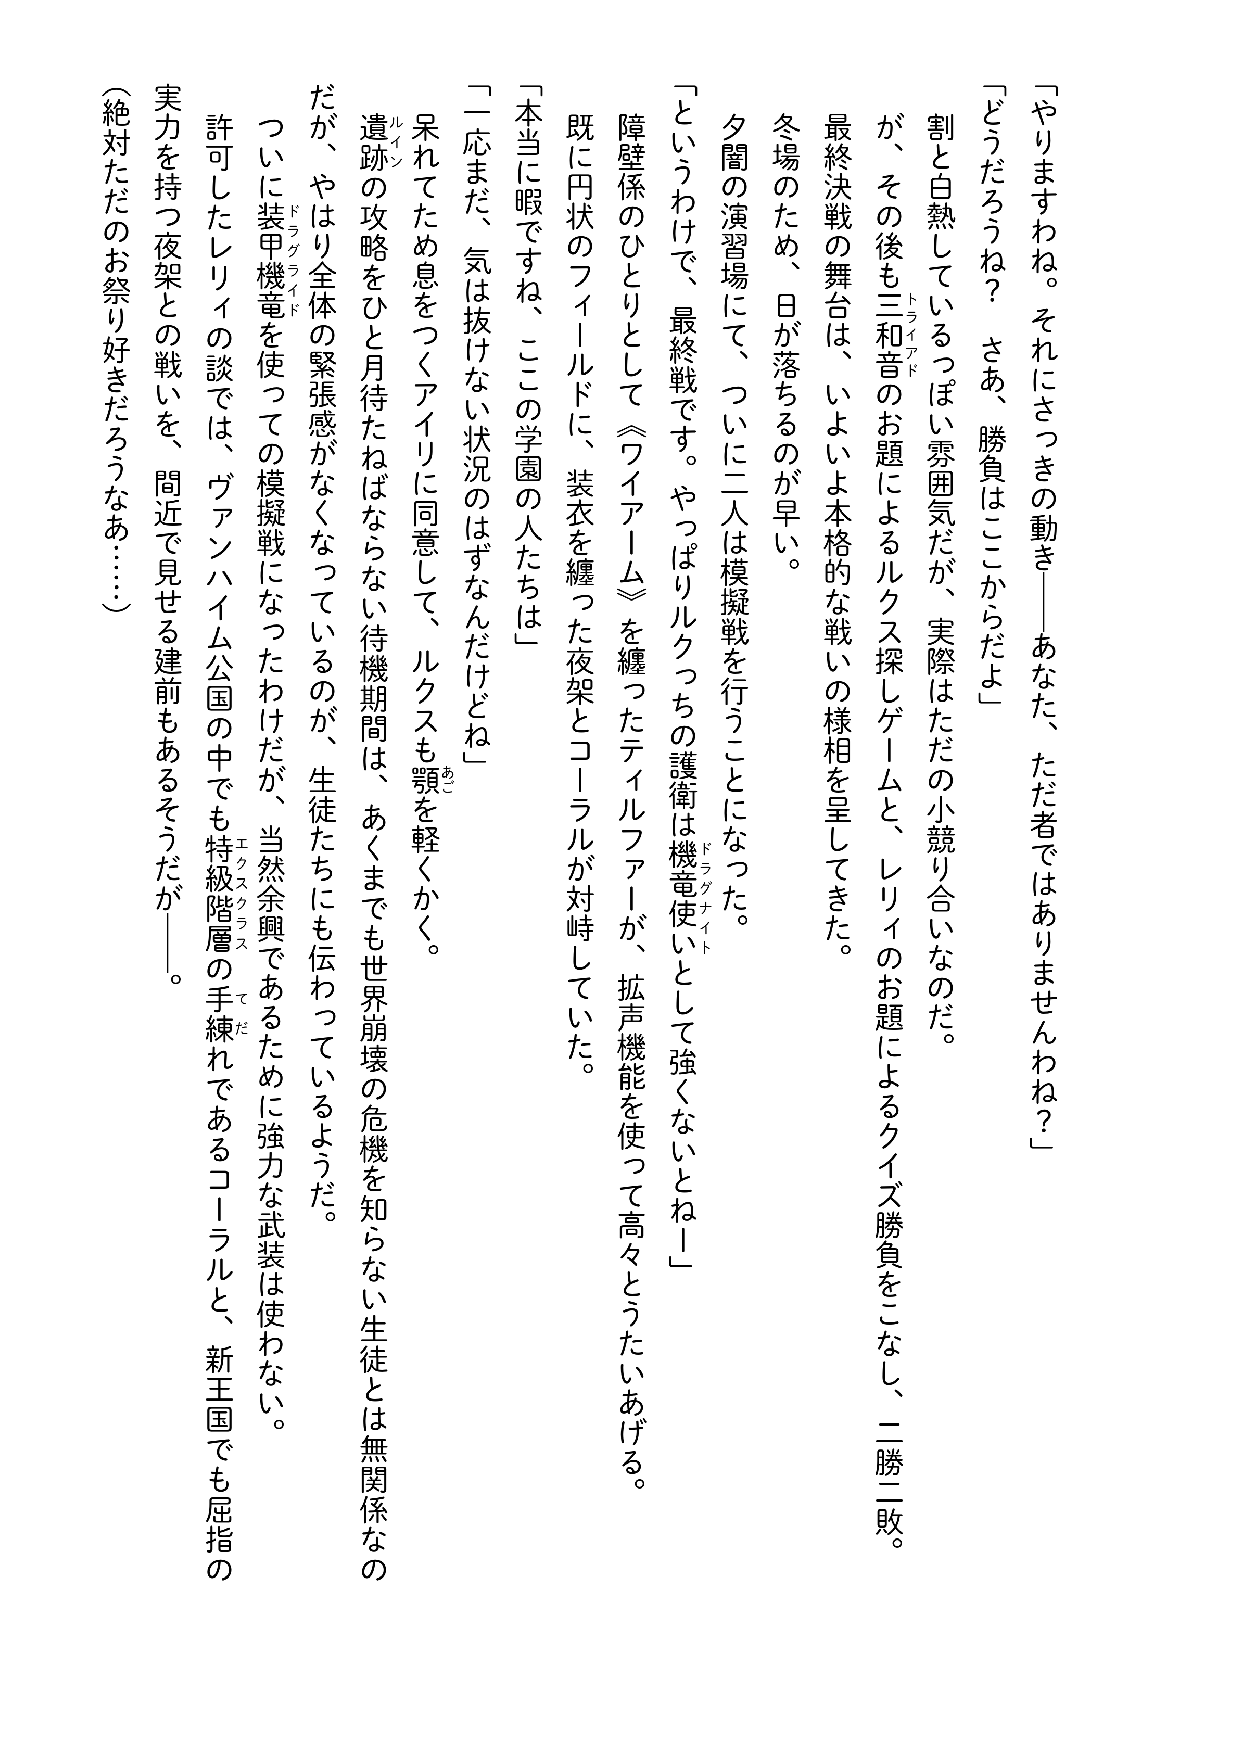 「やりますわね。それにさっきの動き――あなた、ただ者ではありませんわね？」
「どうだろうね？　さあ、勝負はここからだよ」
　割と白熱しているっぽい雰囲気だが、実際はただの小競り合いなのだ。
　が、その後も三和音のお題によるルクス探しゲームと、レリィのお題によるクイズ勝負をこなし、二勝二敗。
　最終決戦の舞台は、いよいよ本格的な戦いの様相を呈してきた。
　冬場のため、日が落ちるのが早い。
　夕闇の演習場にて、ついに二人は模擬戦を行うことになった。
「というわけで、最終戦です。やっぱりルクっちの護衛は機竜使いとして強くないとねー」
　障壁係のひとりとして《ワイアーム》を纏ったティルファーが、拡声機能を使って高々とうたいあげる。
　既に円状のフィールドに、装衣を纏った夜架とコーラルが対峙していた。
「本当に暇ですね、ここの学園の人たちは」
「一応まだ、気は抜けない状況のはずなんだけどね」
　呆れてため息をつくアイリに同意して、ルクスも顎を軽くかく。
　遺跡の攻略をひと月待たねばならない待機期間は、あくまでも世界崩壊の危機を知らない生徒とは無関係なの
だが、やはり全体の緊張感がなくなっているのが、生徒たちにも伝わっているようだ。
　ついに装甲機竜を使っての模擬戦になったわけだが、当然余興であるために強力な武装は使わない。
　許可したレリィの談では、ヴァンハイム公国の中でも特級階層の手練れであるコーラルと、新王国でも屈指の
実力を持つ夜架との戦いを、間近で見せる建前もあるそうだが――。
（絶対ただのお祭り好きだろうなあ……）
トライアド
ドラグナイト
あご
ルイン
ドラグライド
エクスクラス
てだ